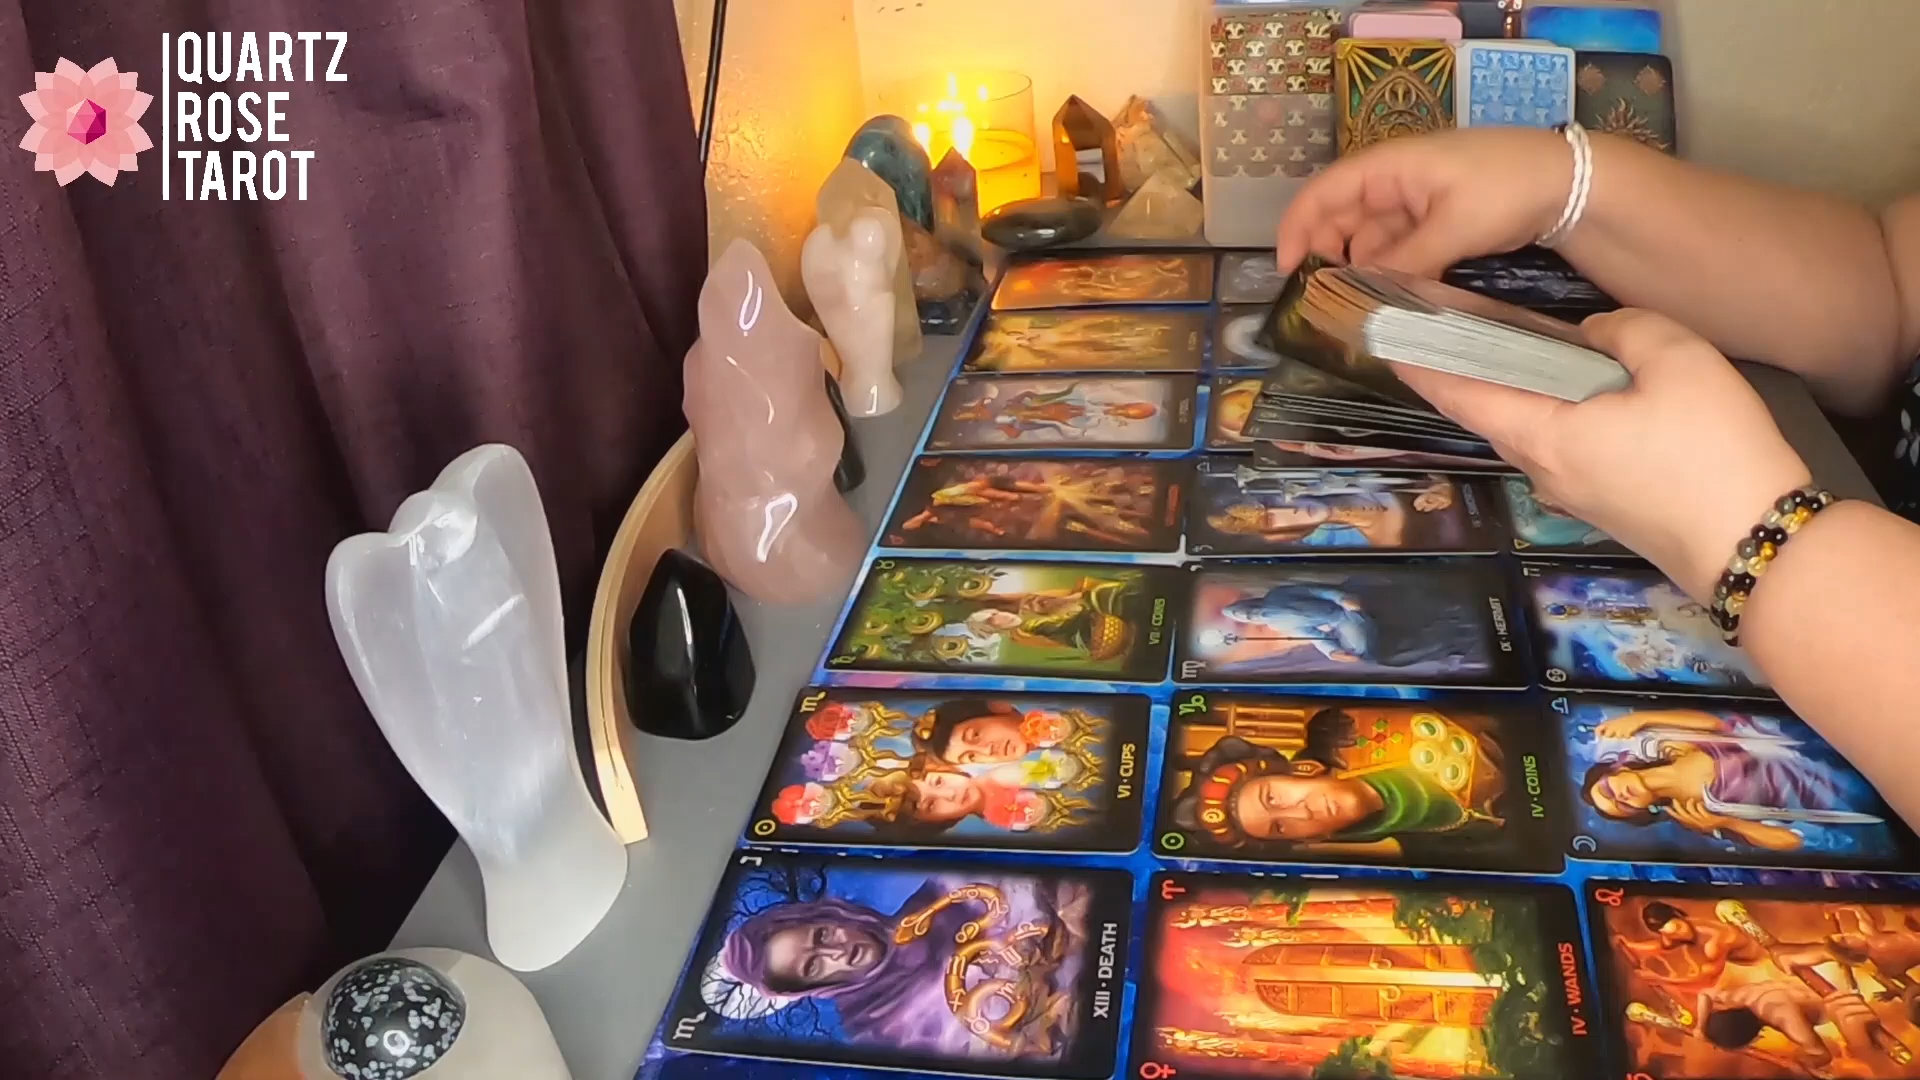 QUARTZ
ROSE
TAROT
VII · COINS
IX · HERMIT
VI · CUPS
IV · COINS
XIII · DEATH
IV · WANDS